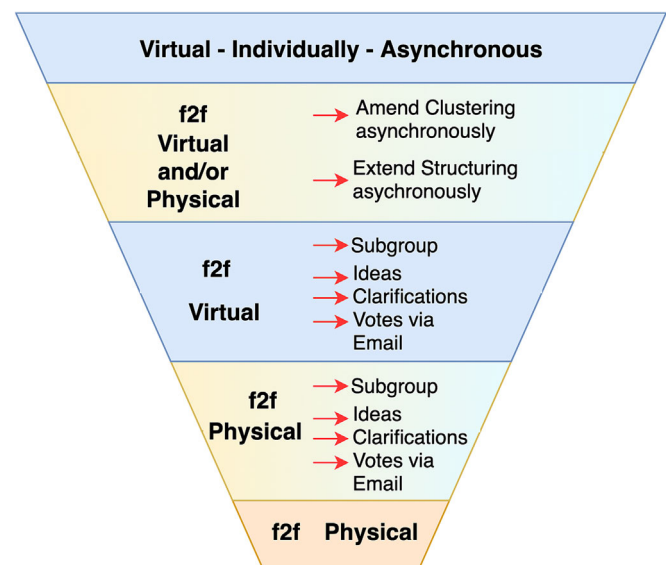 Virtual - Individually - Asynchronous
f2f
Virtual
and/or
Physical
Amend Clustering
asynchronously
Extend Structuring
asychronously
f2f
Virtual
Subgroup
Ideas
Clarifications
Votes via
Email
f2f
Physical
Subgroup
Ideas
Clarifications
Votes via
Email
f2f Physical